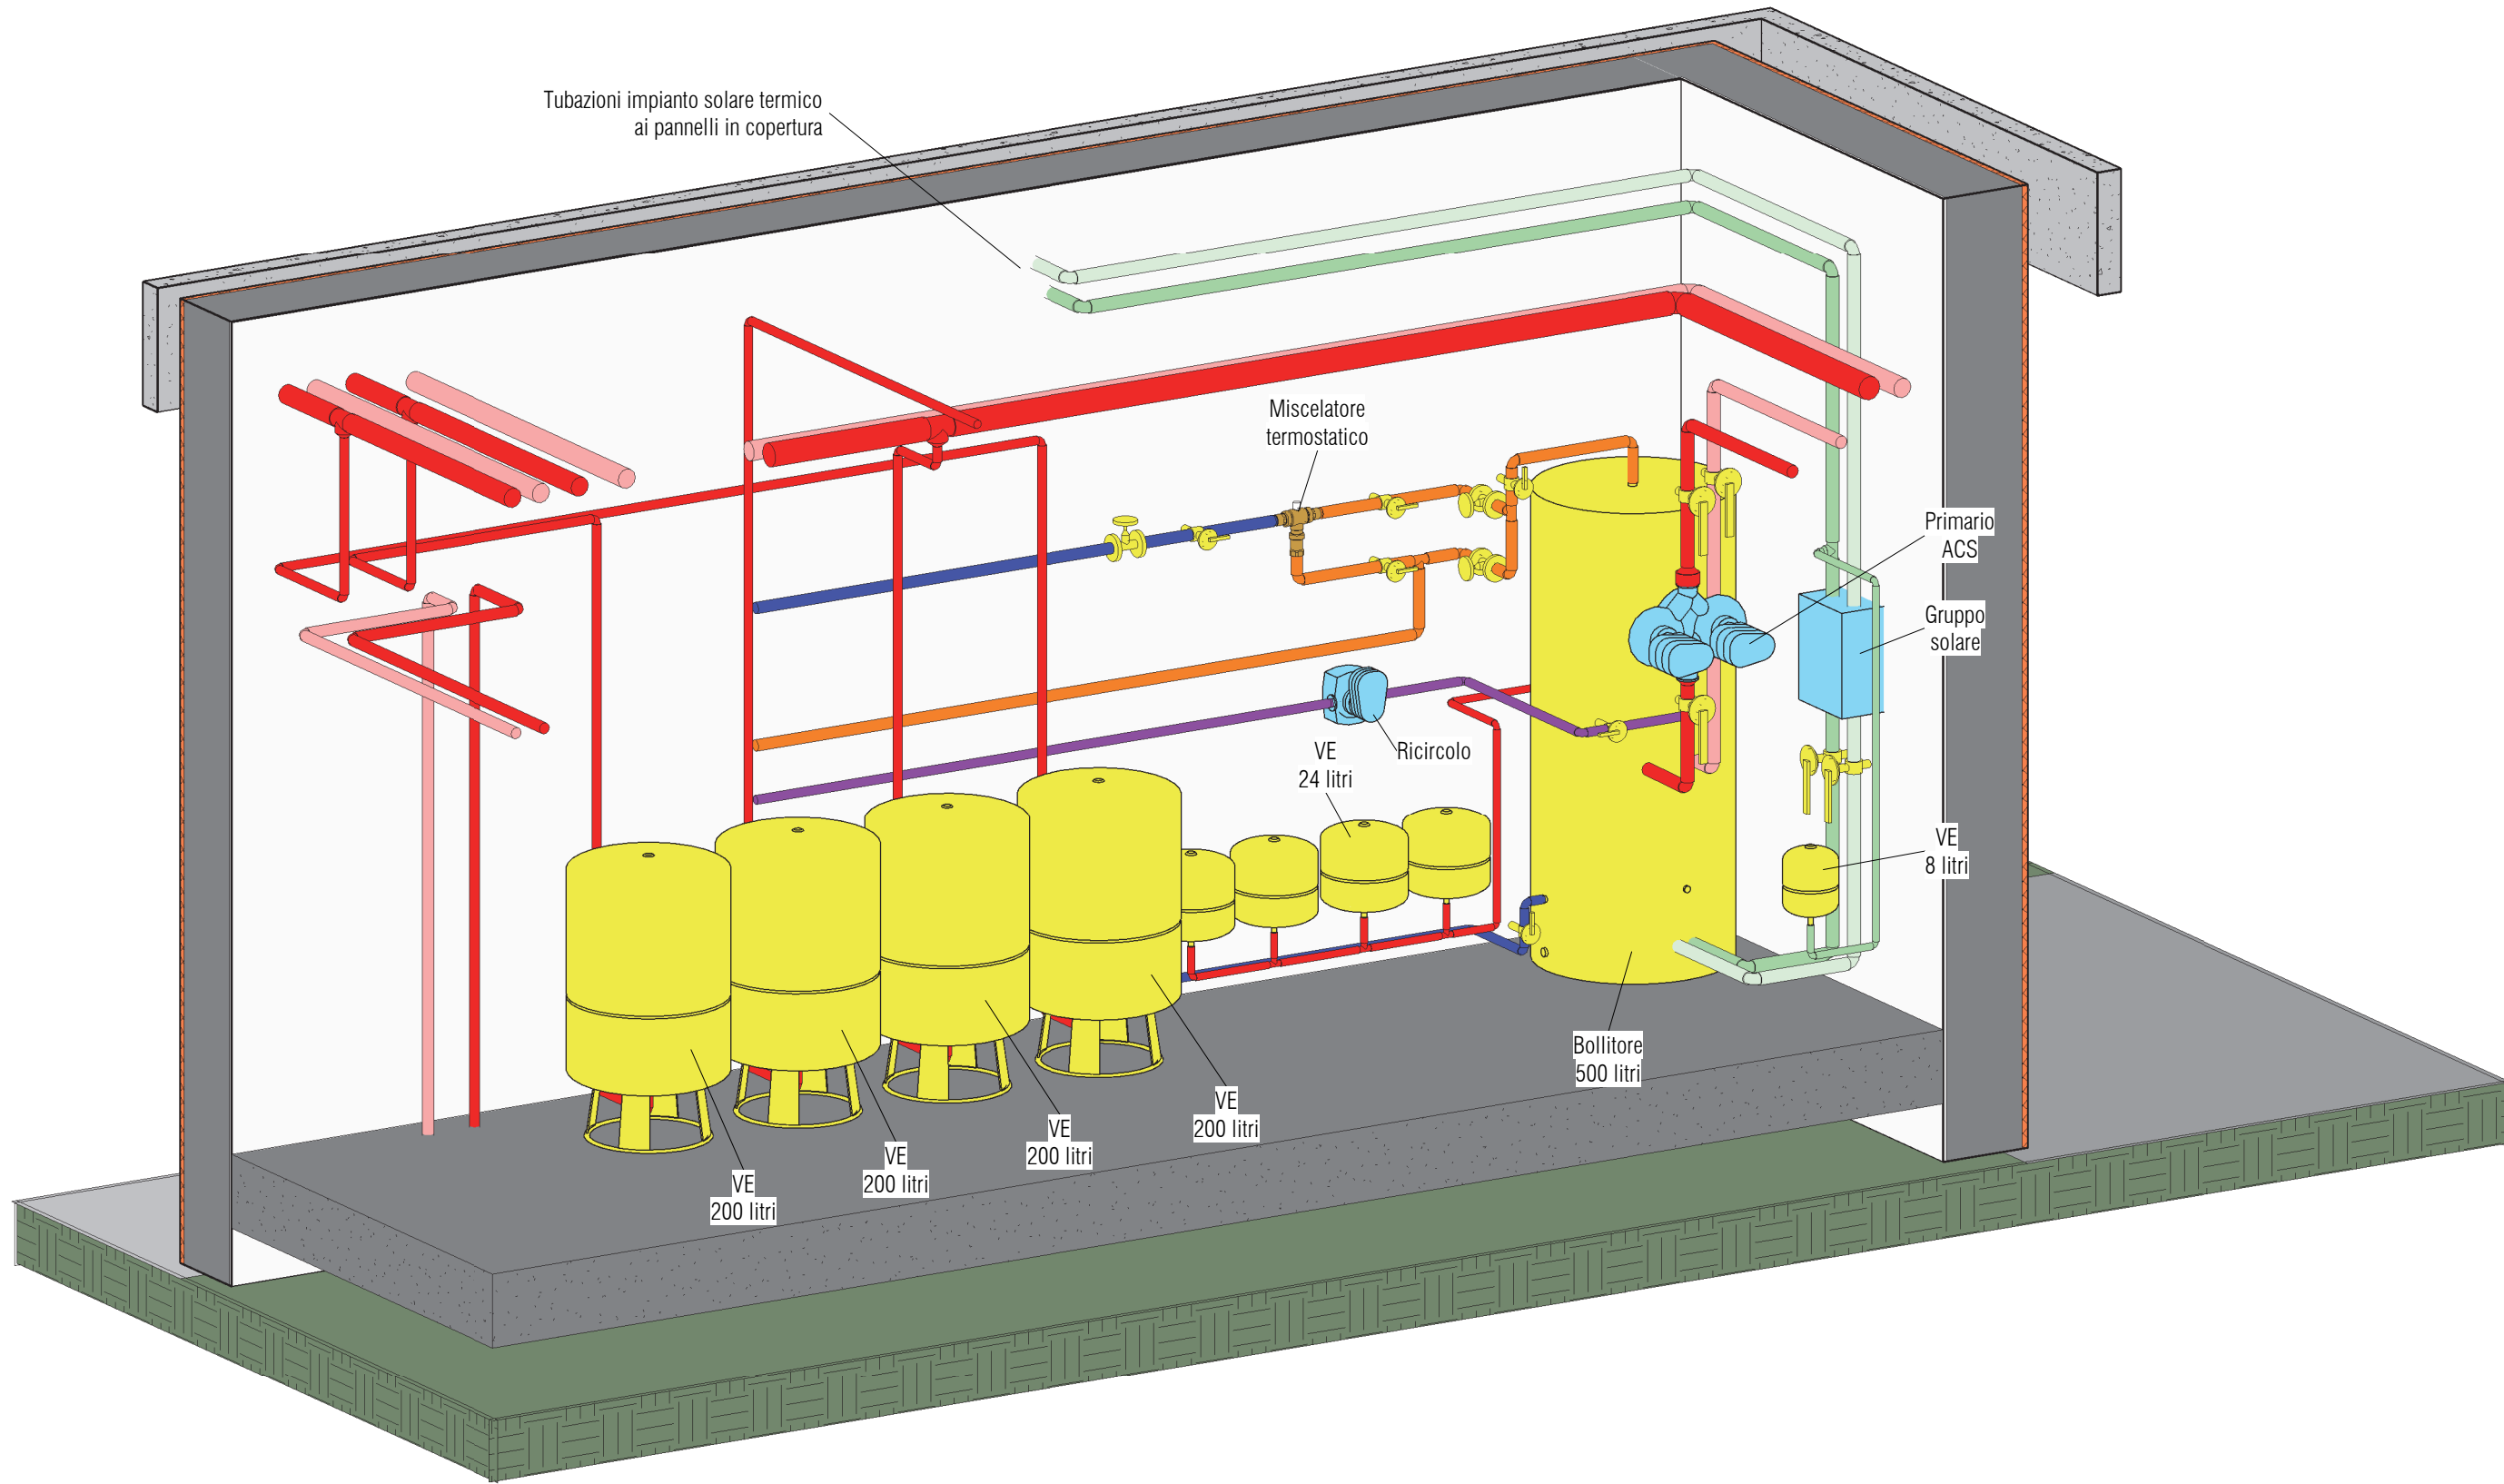 Tubazioni impianto solare termico
ai pannelli in copertura
Miscelatore
termostatico
Primario
ACS
Gruppo
solare
Ricircolo
VE
24 litri
VE
8 litri
Bollitore
500 litri
VE
200 litri
VE
200 litri
VE
200 litri
VE
200 litri